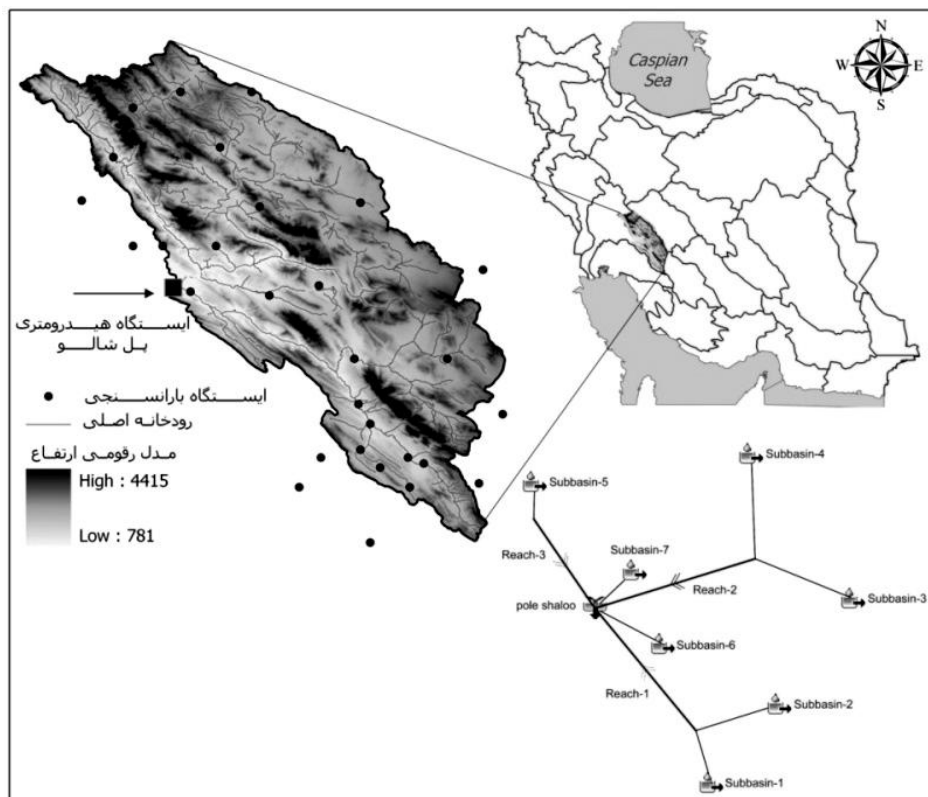 Caspian
Sea
N
W
E
S
ایستگاه هیدرومتری
پل شالو
ایستگاه بارانسنجی
رودخانه اصلی
مدل رقومی ارتفاع
High : 4415
Low : 781
Subbasin-4
Subbasin-5
Reach-3
Subbasin-7
Reach-2
Subbasin-3
pole shaloo
Subbasin-6
Reach-1
Subbasin-2
Subbasin-1